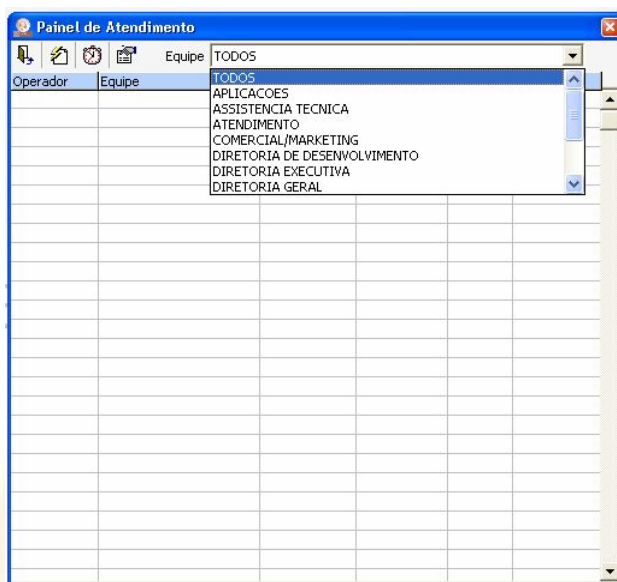 Painel de Atendimento
Equipe TODOS
Operador Equipe
TODOS
APLICACOES
ASSISTENCIA TECNICA
ATENDIMENTO
COMERCIAL/MARKETING
DIRETORIA DE DESENVOLVIMENTO
DIRETORIA EXECUTIVA
DIRETORIA GERAL